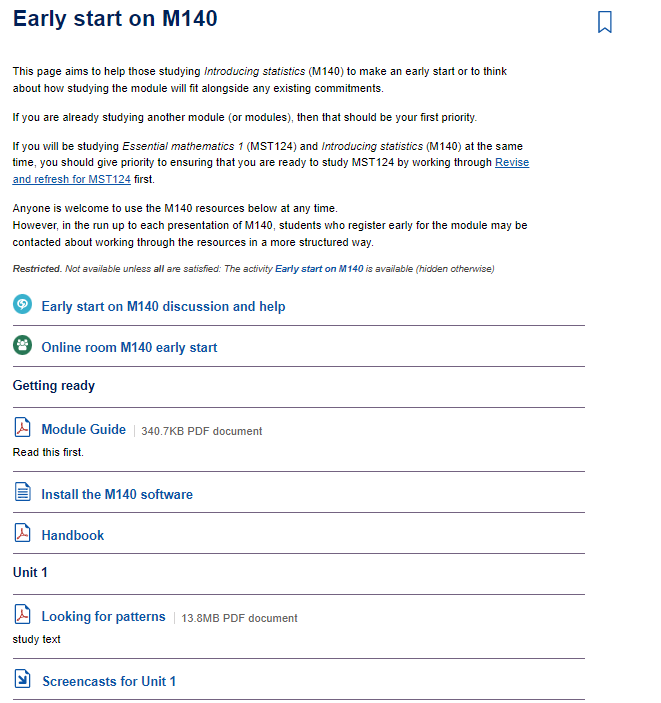 Early start on M140
This page aims to help those studying Introducing statistics (M140) to make an early start or to think
about how studying the module will fit alongside any existing commitments.
If you are already studying another module (or modules), then that should be your first priority.
If you will be studying Essential mathematics 1 (MST124) and Introducing statistics (M140) at the same
time, you should give priority to ensuring that you are ready to study MST124 by working through Revise
and refresh for MST124 first.
Anyone is welcome to use the M140 resources below at any time.
However, in the run up to each presentation of M140, students who register early for the module may be
contacted about working through the resources in a more structured way.
Restricted. Not available unless all are satisfied: The activity Early start on M140 is available (hidden otherwise)
Early start on M140 discussion and help
Online room M140 early start
Getting ready
Module Guide 340.7KB PDF document
Read this first.
Install the M140 software
Handbook
Unit 1
Looking for patterns 13.8MB PDF document
study text
Screencasts for Unit 1